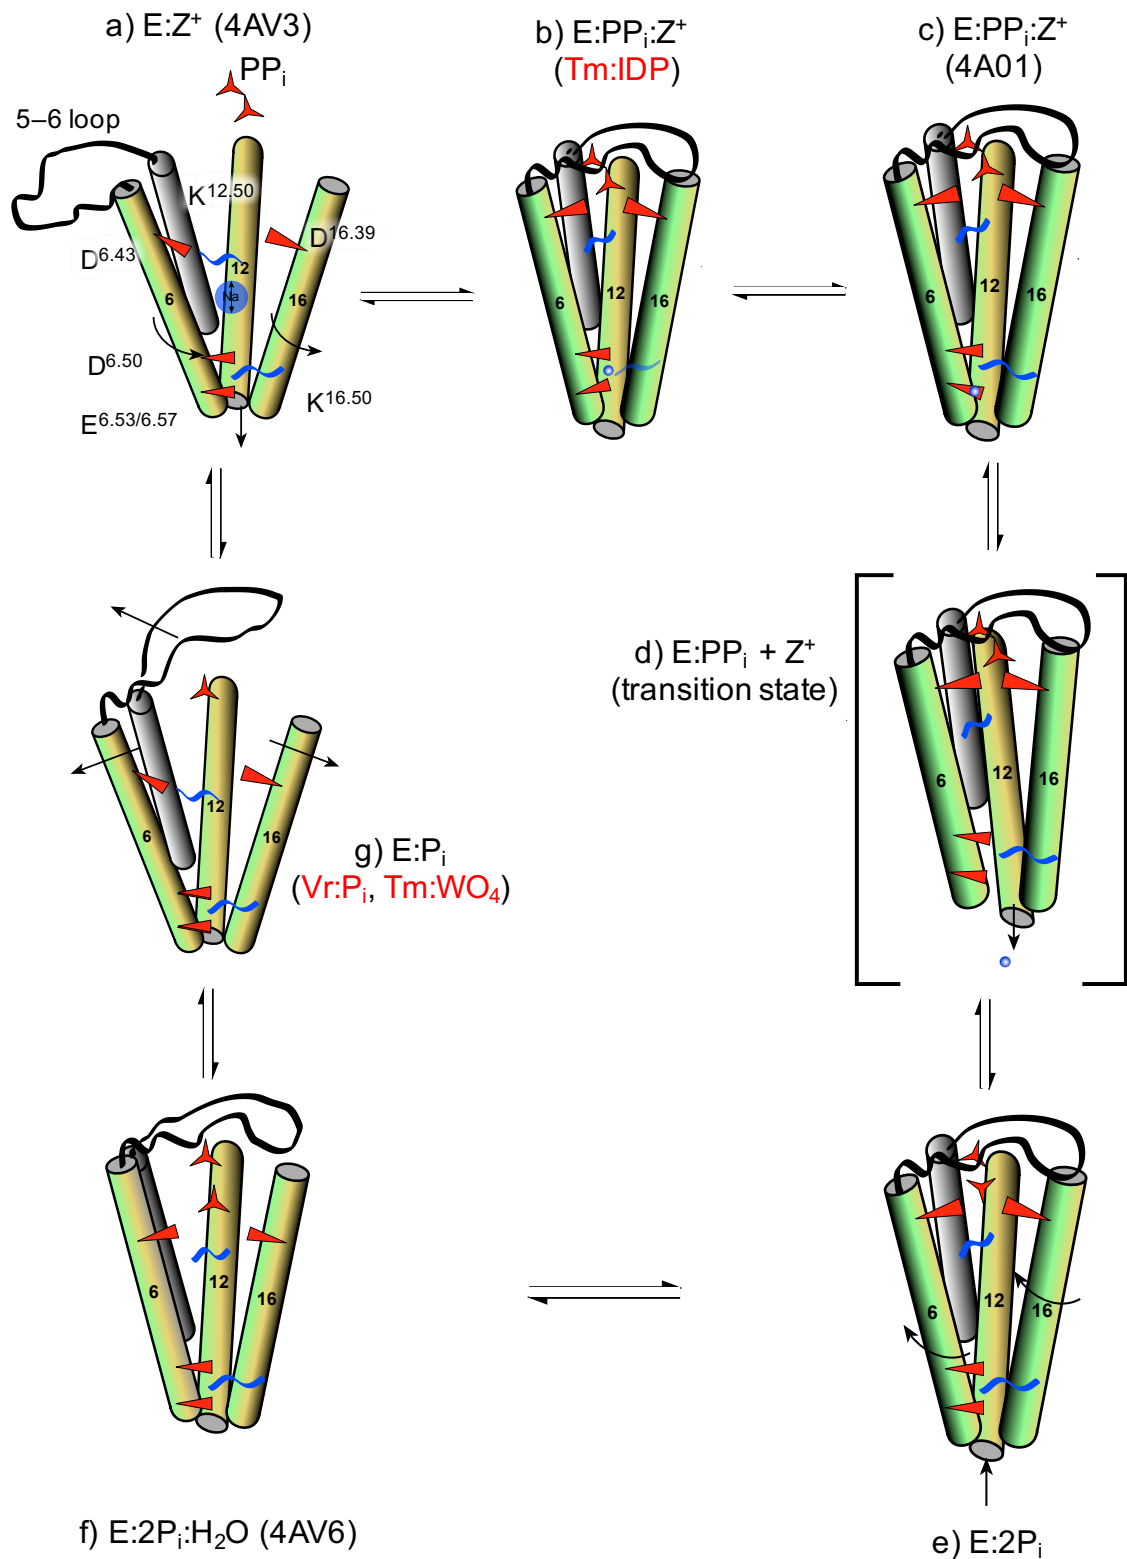 a) E:Z⁺ (4AV3)
PPᵢ
5–6 loop
K¹²·⁵⁰
D¹⁶·³⁹
D⁶·⁴³
12
Na
6
16
D⁶·⁵⁰
K¹⁶·⁵⁰
E⁶·⁵³/⁶·⁵⁷
b) E:PPᵢ:Z⁺
(Tm:IDP)
6
12
16
c) E:PPᵢ:Z⁺
(4A01)
6
12
16
d) E:PPᵢ + Z⁺
(transition state)
6
12
16
g) E:Pᵢ
(Vr:Pᵢ, Tm:WO₄)
6
12
16
f) E:2Pᵢ:H₂O (4AV6)
6
12
16
e) E:2Pᵢ
6
12
16